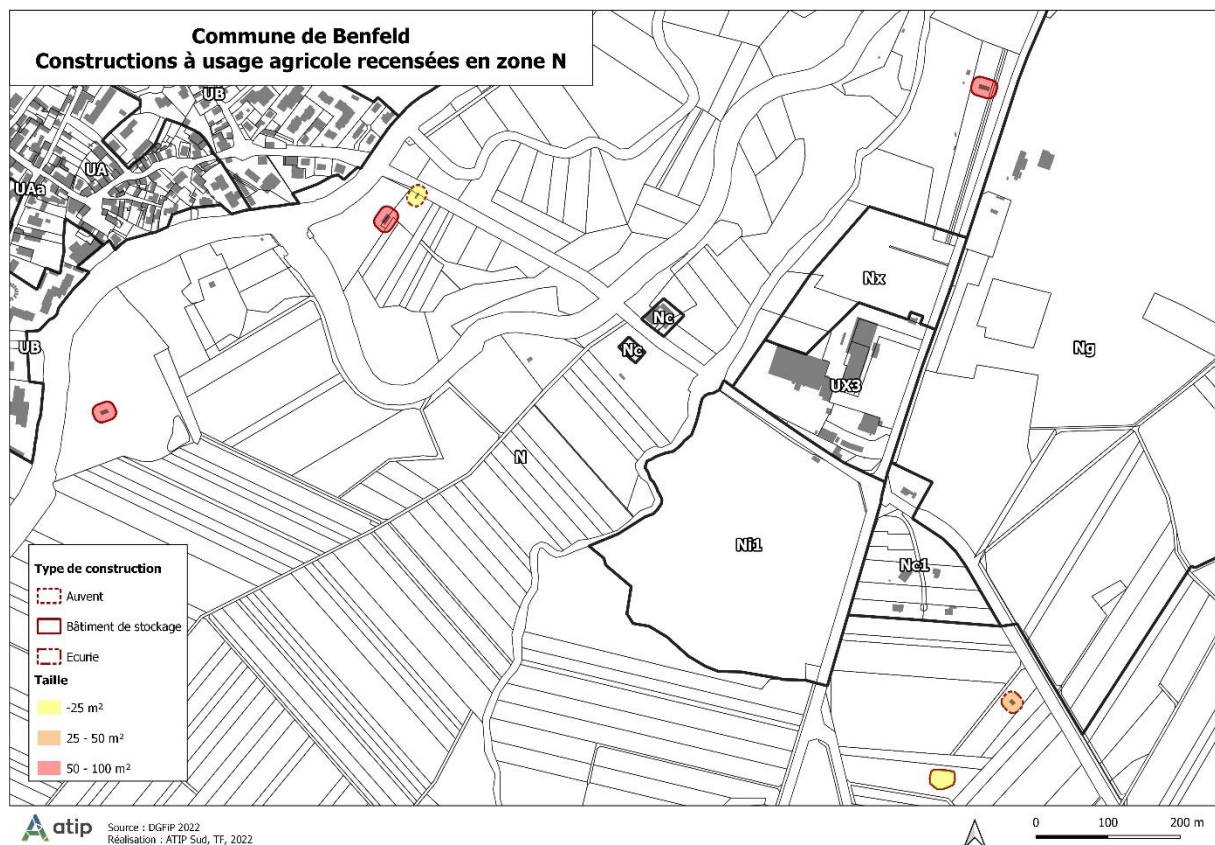 Commune de Benfeld
Constructions à usage agricole recensées en zone N
UB
UA
UAa
Nx
Nc
Nc
Ng
UB
UX3
N
Ni1
Nc1
Type de construction
Auvent
Bâtiment de stockage
Ecurie
Taille
-25 m²
25 - 50 m²
50 - 100 m²
atip
Source : DGFiP 2022
Réalisation : ATIP Sud, TF, 2022
0 100 200 m